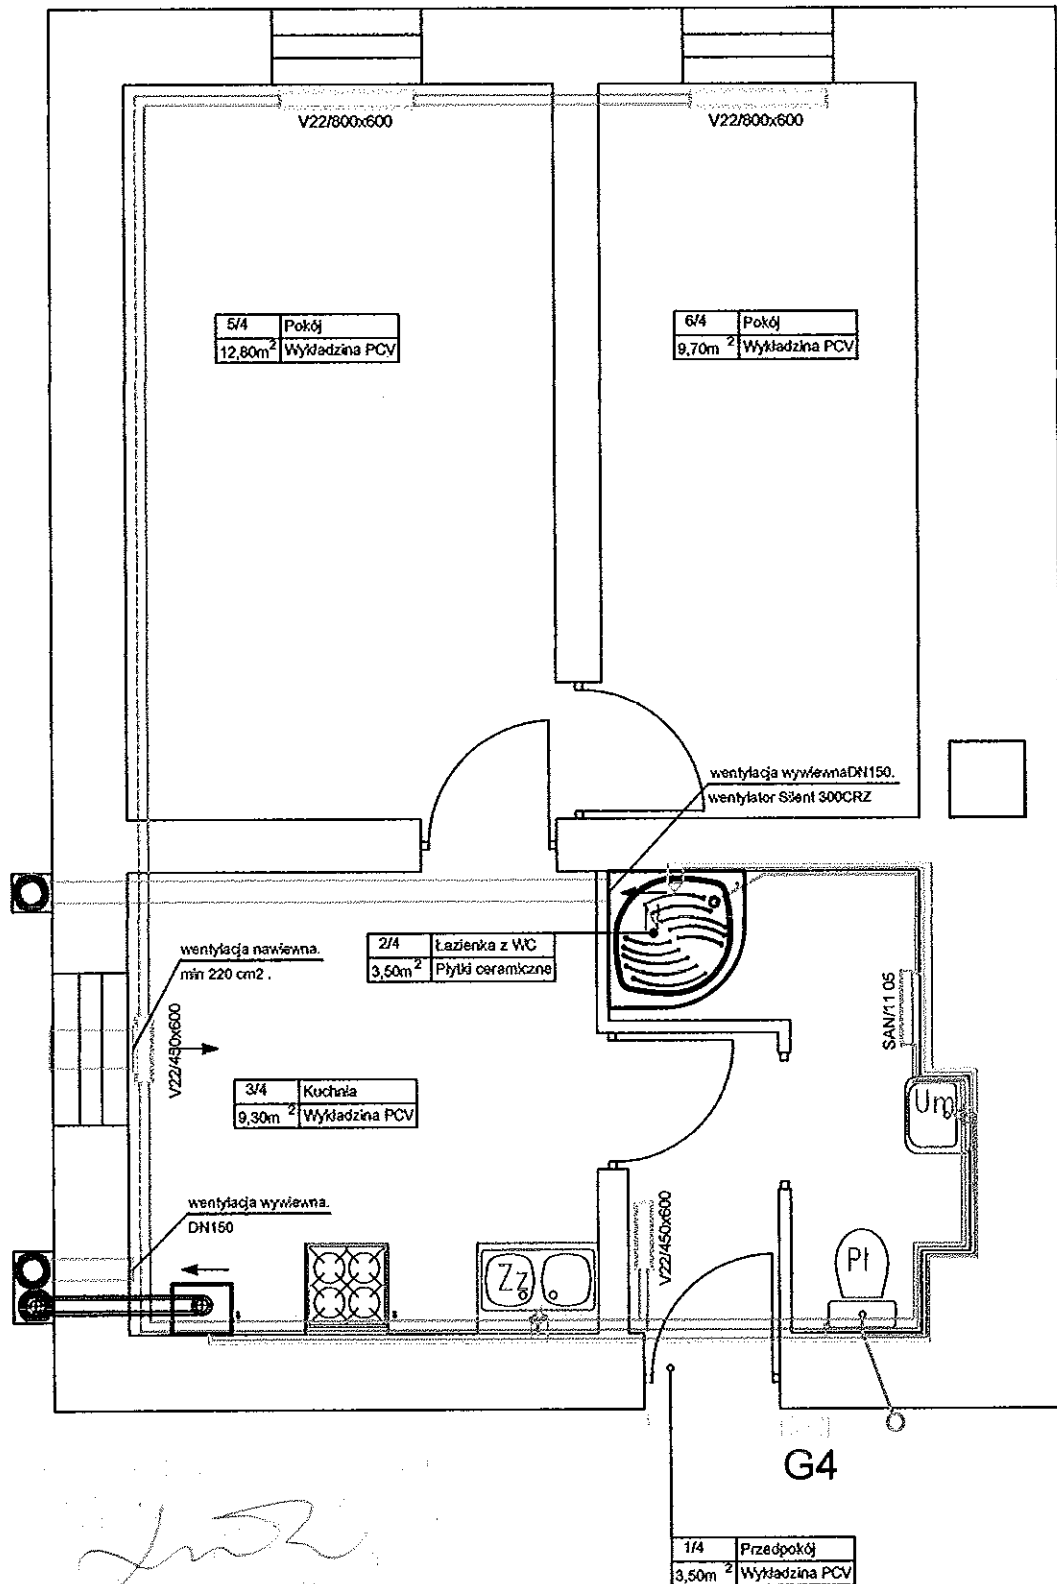 V22/800x600
V22/800x600
5/4 Pokój
12,80m² Wykładzina PCV
6/4 Pokój
9,70m² Wykładzina PCV
wentylacja wywiewnaDN150.
wentylator Silent 300CRZ
2/4 Łazienka z WC
3,50m² Płytki ceramiczne
wentylacja nawiewna.
min 220 cm2 .
V22/450x600
SAN/11 05
3/4 Kuchnia
9,30m² Wykładzina PCV
Um
wentylacja wywiewna.
DN150
V22/450x600
Zz
Pł
G4
1/4 Przedpokój
3,50m² Wykładzina PCV